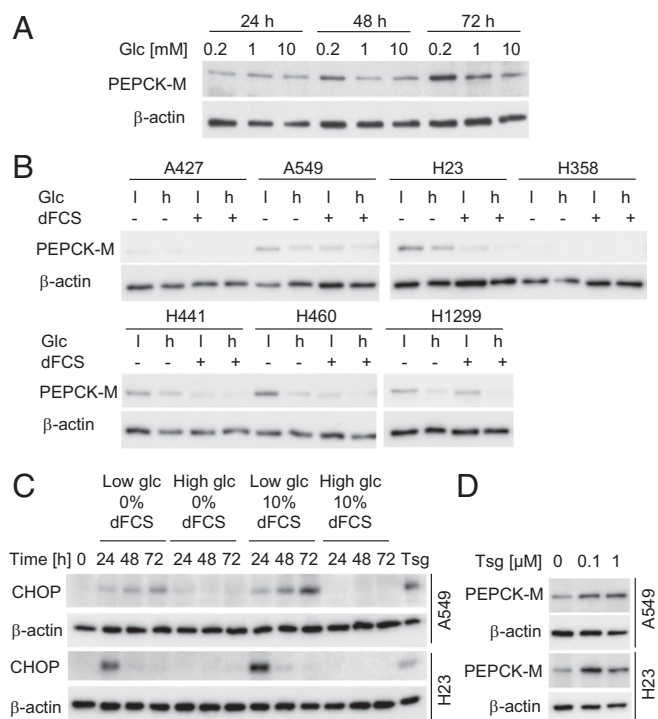 A
24 h 48 h 72 h
Glc [mM] 0.2 1 10 0.2 1 10 0.2 1 10
PEPCK-M
β-actin
B
A427 A549 H23 H358
Glc l h l h l h l h l h l h l h l h
dFCS - - + + - - + + - - + + - - + +
PEPCK-M
β-actin
H441 H460 H1299
Glc l h l h l h l h l h l h
dFCS - - + + - - + + - - + +
PEPCK-M
β-actin
C
Low glc High glc Low glc High glc
0% 0% 10% 10%
dFCS dFCS dFCS dFCS
Time [h] 0 24 48 72 24 48 72 24 48 72 24 48 72 Tsg
CHOP
β-actin
A549
CHOP
β-actin
H23
D
Tsg [µM] 0 0.1 1
PEPCK-M
β-actin
A549
PEPCK-M
β-actin
H23